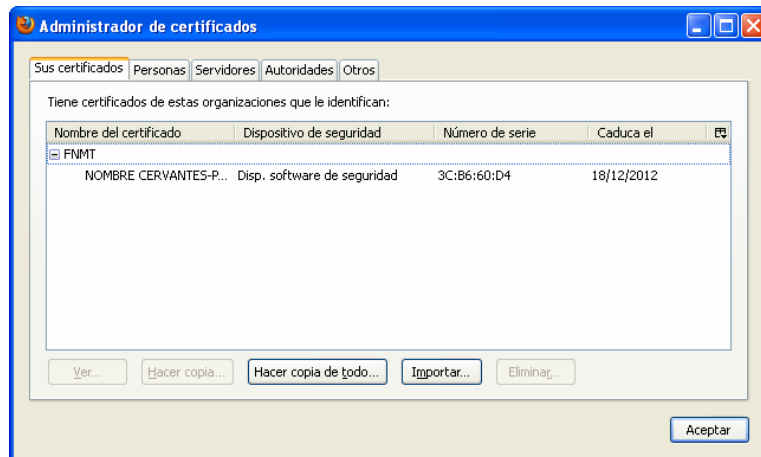 Administrador de certificados
Sus certificados Personas Servidores Autoridades Otros
Tiene certificados de estas organizaciones que le identifican:
Nombre del certificado Dispositivo de seguridad Número de serie Caduca el
FNMT
NOMBRE CERVANTES-P... Disp. software de seguridad 3C:B6:60:D4 18/12/2012
Ver... Hacer copia... Hacer copia de todo... Importar... Eliminar...
Aceptar